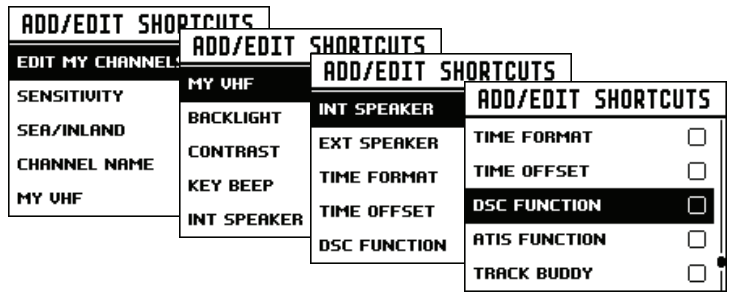 ADD/EDIT SHORTCUTS
EDIT MY CHANNELS
SENSITIVITY
SEA/INLAND
CHANNEL NAME
MY VHF
ADD/EDIT SHORTCUTS
MY VHF
BACKLIGHT
CONTRAST
KEY BEEP
INT SPEAKER
ADD/EDIT SHORTCUTS
INT SPEAKER
EXT SPEAKER
TIME FORMAT
TIME OFFSET
DSC FUNCTION
ADD/EDIT SHORTCUTS
TIME FORMAT
TIME OFFSET
DSC FUNCTION
ATIS FUNCTION
TRACK BUDDY